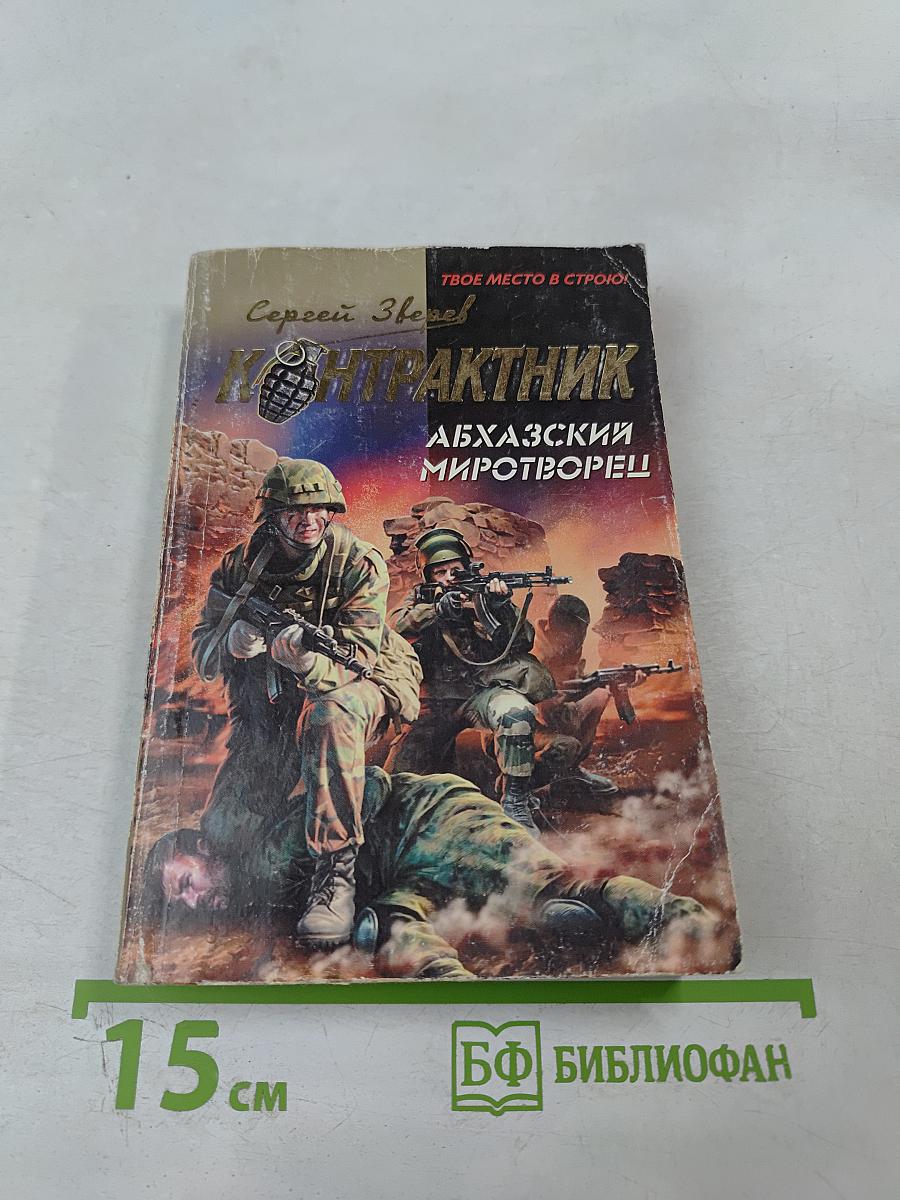 ТВОЕ МЕСТО В СТРОЮ!
Сергей Зверев
КОНТРАКТНИК
АБХАЗСКИЙ
МИРОТВОРЕЦ
15 см
БФ БИБЛИОФАН